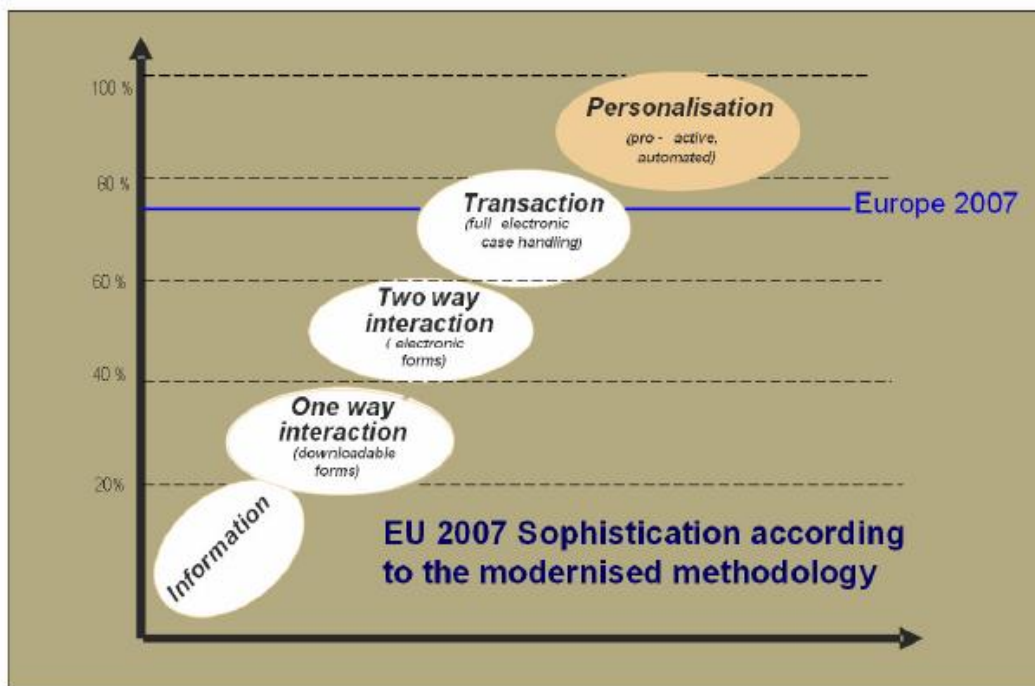 100 %
Personalisation
(pro - active,
automated)
80 %
Transaction
(full electronic
case handling)
Europe 2007
60 %
Two way
interaction
( electronic
forms)
40 %
One way
interaction
(downloadable
forms)
20%
Information
EU 2007 Sophistication according
to the modernised methodology